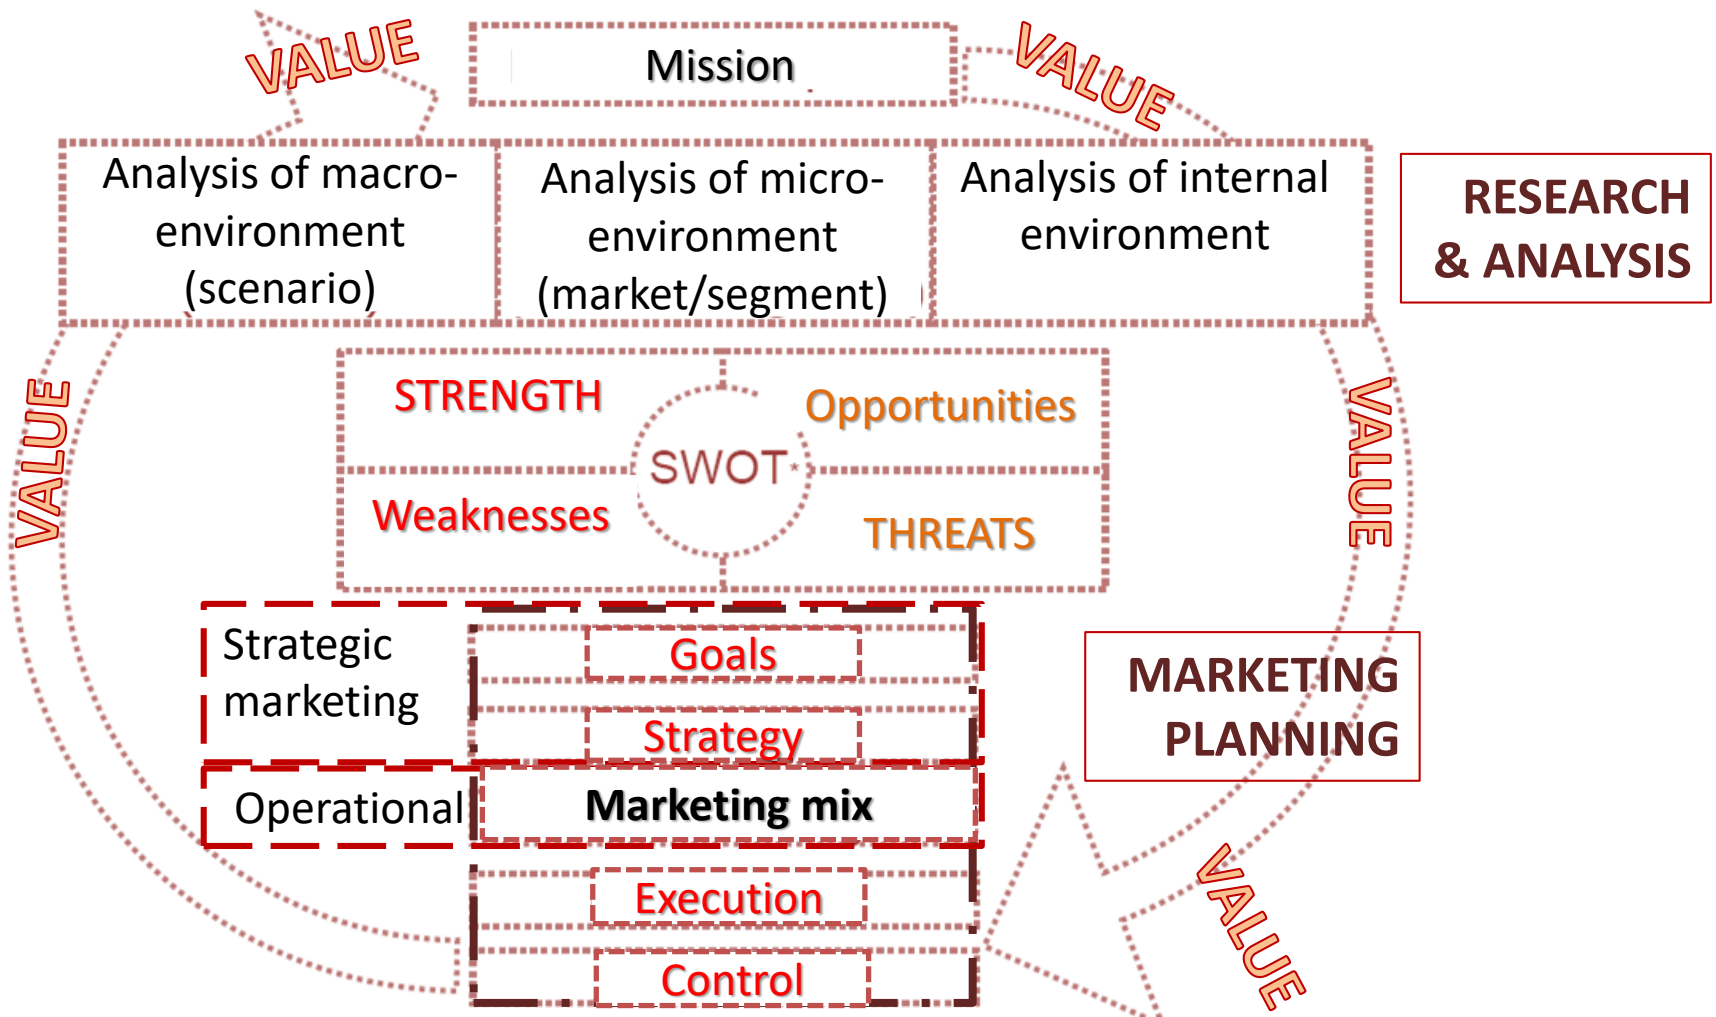 VALUE
Mission
VALUE
Analysis of macro-
environment
(scenario)
Analysis of micro-
environment
(market/segment)
Analysis of internal
environment
RESEARCH
& ANALYSIS
VALUE
VALUE
STRENGTH
Opportunities
SWOT*
Weaknesses
THREATS
Strategic
marketing
Goals
Strategy
MARKETING
PLANNING
Operational
Marketing mix
Execution
Control
VALUE